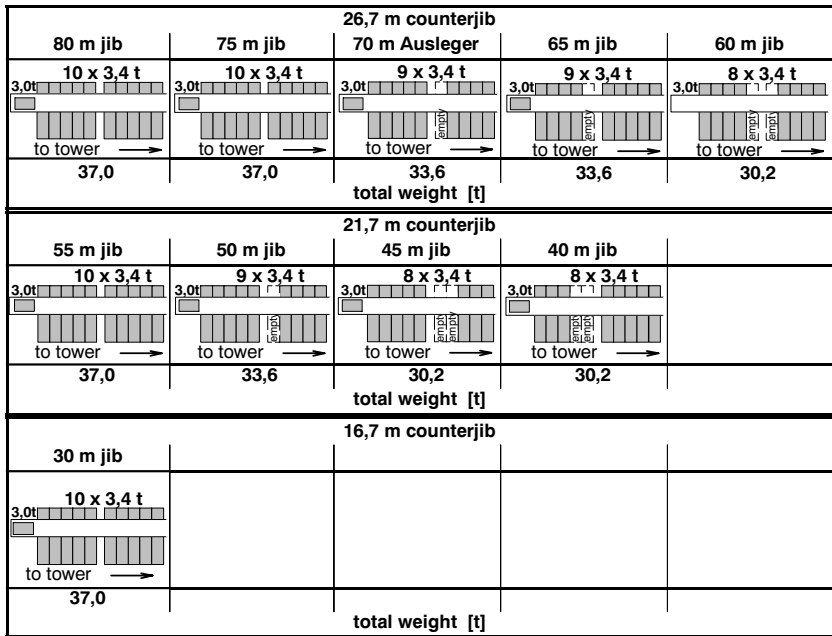 26,7 m counterjib
80 m jib 75 m jib 70 m Ausleger 65 m jib 60 m jib
10 x 3,4 t 10 x 3,4 t 9 x 3,4 t 9 x 3,4 t 8 x 3,4 t
3,0t 3,0t 3,0t 3,0t 3,0t
empty empty empty empty
to tower to tower to tower to tower to tower
37,0 37,0 33,6 33,6 30,2
total weight [t]
21,7 m counterjib
55 m jib 50 m jib 45 m jib 40 m jib
10 x 3,4 t 9 x 3,4 t 8 x 3,4 t 8 x 3,4 t
3,0t 3,0t 3,0t 3,0t
empty empty empty empty empty
to tower to tower to tower to tower
37,0 33,6 30,2 30,2
total weight [t]
16,7 m counterjib
30 m jib
10 x 3,4 t
3,0t
to tower
37,0
total weight [t]